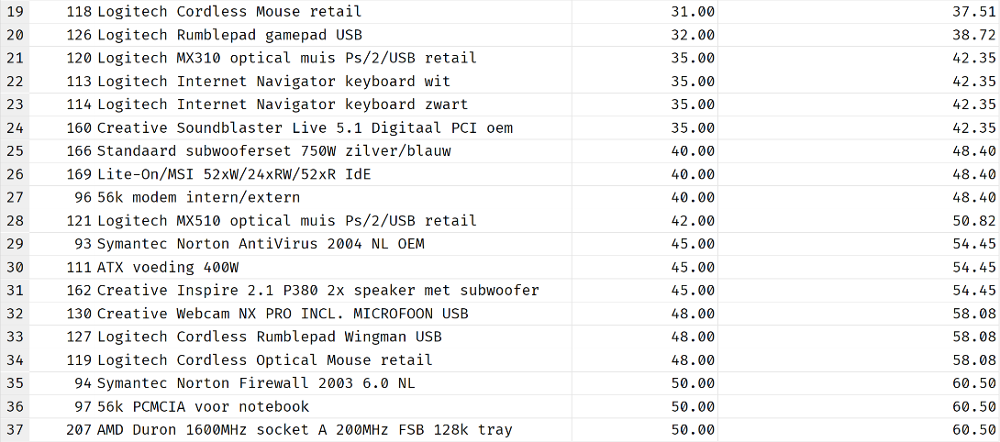 19 118 Logitech Cordless Mouse retail 31.00 37.51
20 126 Logitech Rumblepad gamepad USB 32.00 38.72
21 120 Logitech MX310 optical muis Ps/2/USB retail 35.00 42.35
22 113 Logitech Internet Navigator keyboard wit 35.00 42.35
23 114 Logitech Internet Navigator keyboard zwart 35.00 42.35
24 160 Creative Soundblaster Live 5.1 Digitaal PCI oem 35.00 42.35
25 166 Standaard subwooferset 750W zilver/blauw 40.00 48.40
26 169 Lite-On/MSI 52xW/24xRW/52xR IdE 40.00 48.40
27 96 56k modem intern/extern 40.00 48.40
28 121 Logitech MX510 optical muis Ps/2/USB retail 42.00 50.82
29 93 Symantec Norton AntiVirus 2004 NL OEM 45.00 54.45
30 111 ATX voeding 400W 45.00 54.45
31 162 Creative Inspire 2.1 P380 2x speaker met subwoofer 45.00 54.45
32 130 Creative Webcam NX PRO INCL. MICROFOON USB 48.00 58.08
33 127 Logitech Cordless Rumblepad Wingman USB 48.00 58.08
34 119 Logitech Cordless Optical Mouse retail 48.00 58.08
35 94 Symantec Norton Firewall 2003 6.0 NL 50.00 60.50
36 97 56k PCMCIA voor notebook 50.00 60.50
37 207 AMD Duron 1600MHz socket A 200MHz FSB 128k tray 50.00 60.50